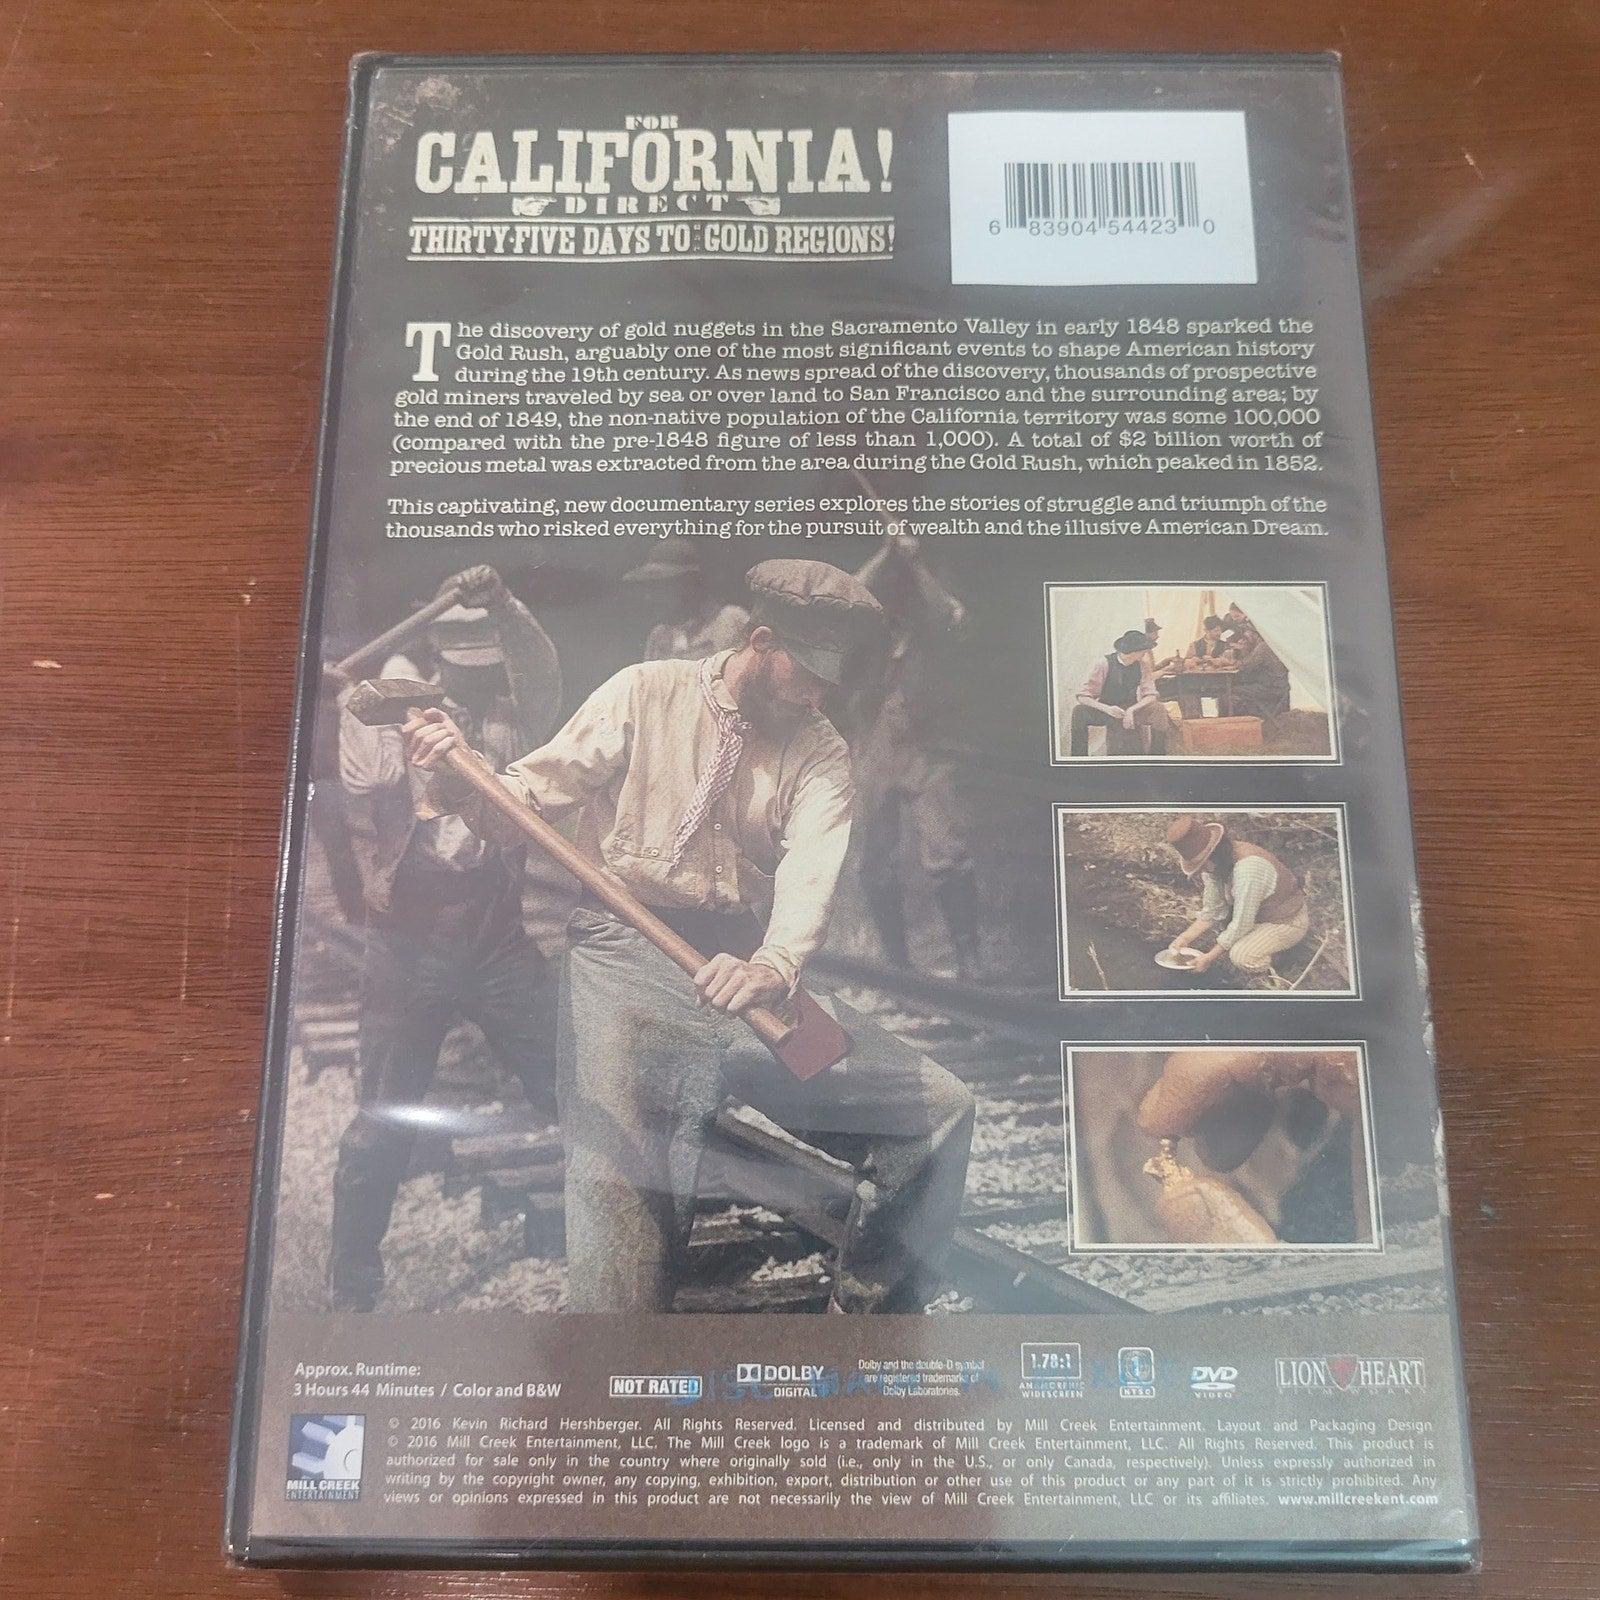 FOR
CALIFORNIA!
DIRECT
THIRTY-FIVE DAYS TO THE GOLD REGIONS!
6 83904 54423 0
The discovery of gold nuggets in the Sacramento Valley in early 1848 sparked the
Gold Rush, arguably one of the most significant events to shape American history
during the 19th century. As news spread of the discovery, thousands of prospective
gold miners traveled by sea or over land to San Francisco and the surrounding area; by
the end of 1849, the non-native population of the California territory was some 100,000
(compared with the pre-1848 figure of less than 1,000). A total of $2 billion worth of
precious metal was extracted from the area during the Gold Rush, which peaked in 1852.
This captivating, new documentary series explores the stories of struggle and triumph of the
thousands who risked everything for the pursuit of wealth and the illusive American Dream.
Approx. Runtime:
3 Hours 44 Minutes / Color and B&W
NOT RATED
DOLBY
DIGITAL
Dolby and the double-D symbol
are registered trademarks of
Dolby Laboratories.
1.78:1
ANAMORPHIC
WIDESCREEN
1
NTSC
DVD
VIDEO
LION HEART
FILMWORKS
MILL CREEK
ENTERTAINMENT
© 2016 Kevin Richard Hershberger. All Rights Reserved. Licensed and distributed by Mill Creek Entertainment. Layout and Packaging Design
© 2016 Mill Creek Entertainment, LLC. The Mill Creek logo is a trademark of Mill Creek Entertainment, LLC. All Rights Reserved. This product is
authorized for sale only in the country where originally sold (i.e., only in the U.S., or only Canada, respectively). Unless expressly authorized in
writing by the copyright owner, any copying, exhibition, export, distribution or other use of this product or any part of it is strictly prohibited. Any
views or opinions expressed in this product are not necessarily the view of Mill Creek Entertainment, LLC or its affiliates. www.millcreekent.com